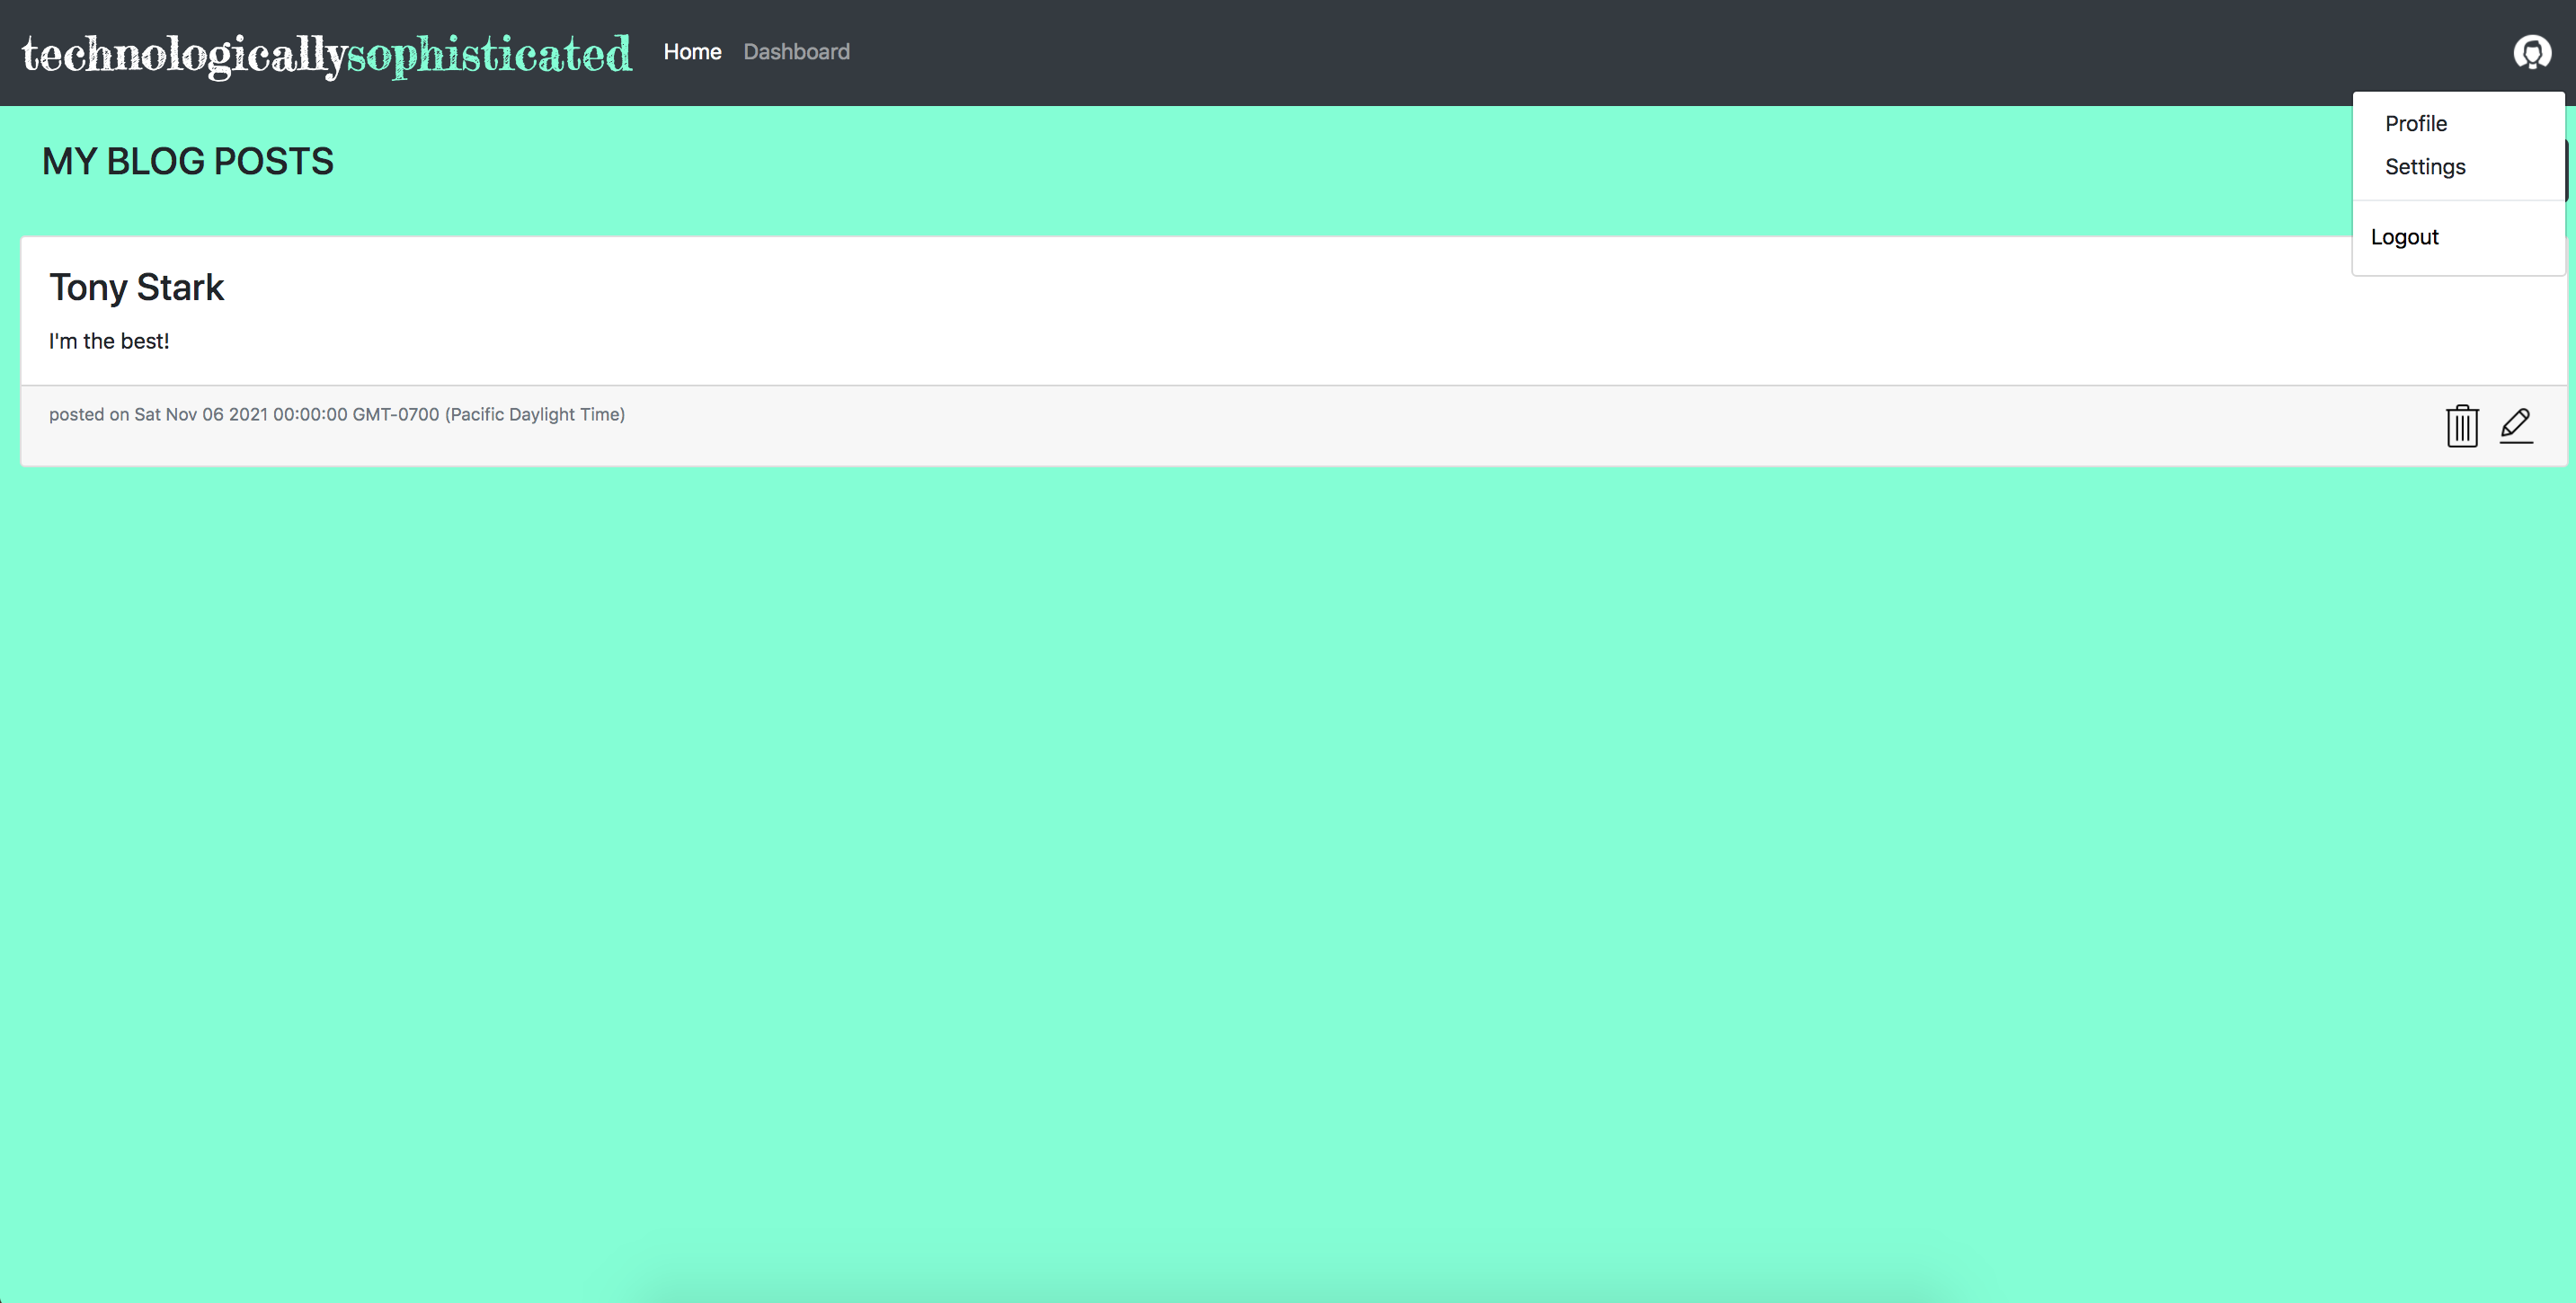 technologicallysophisticated Home Dashboard
Profile
Settings
Logout
MY BLOG POSTS
Tony Stark
I'm the best!
posted on Sat Nov 06 2021 00:00:00 GMT-0700 (Pacific Daylight Time)